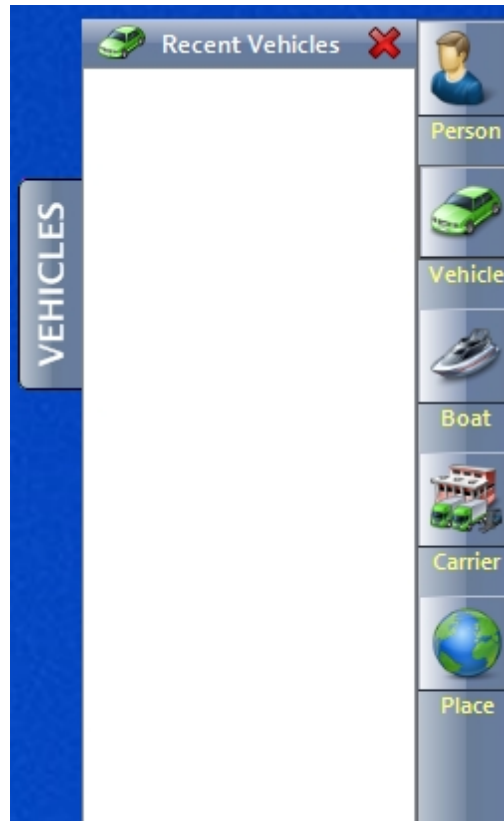 Recent Vehicles
VEHICLES
Person
Vehicle
Boat
Carrier
Place